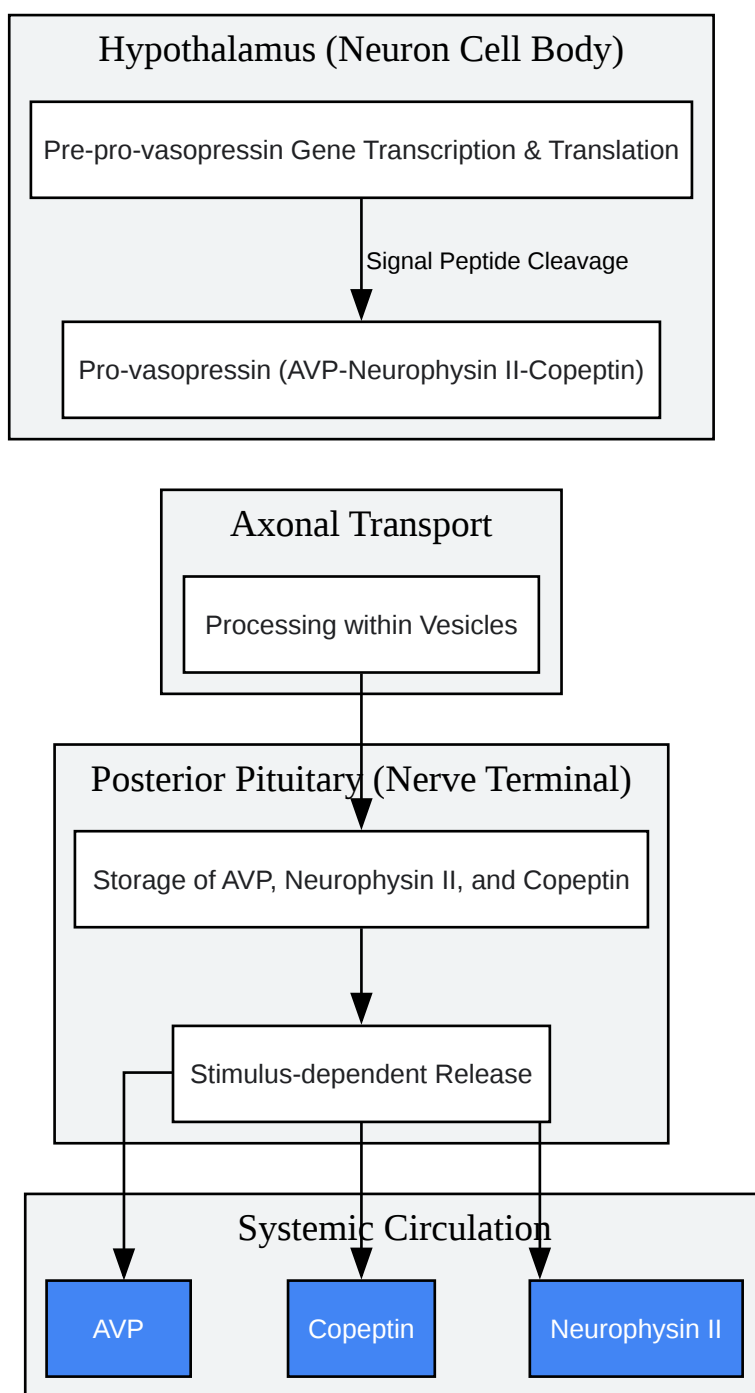 Hypothalamus (Neuron Cell Body)
Pre-pro-vasopressin Gene Transcription & Translation
Signal Peptide Cleavage
Pro-vasopressin (AVP-Neurophysin II-Copeptin)
Axonal Transport
Processing within Vesicles
Posterior Pituitary (Nerve Terminal)
Storage of AVP, Neurophysin II, and Copeptin
Stimulus-dependent Release
Systemic Circulation
AVP
Copeptin
Neurophysin II